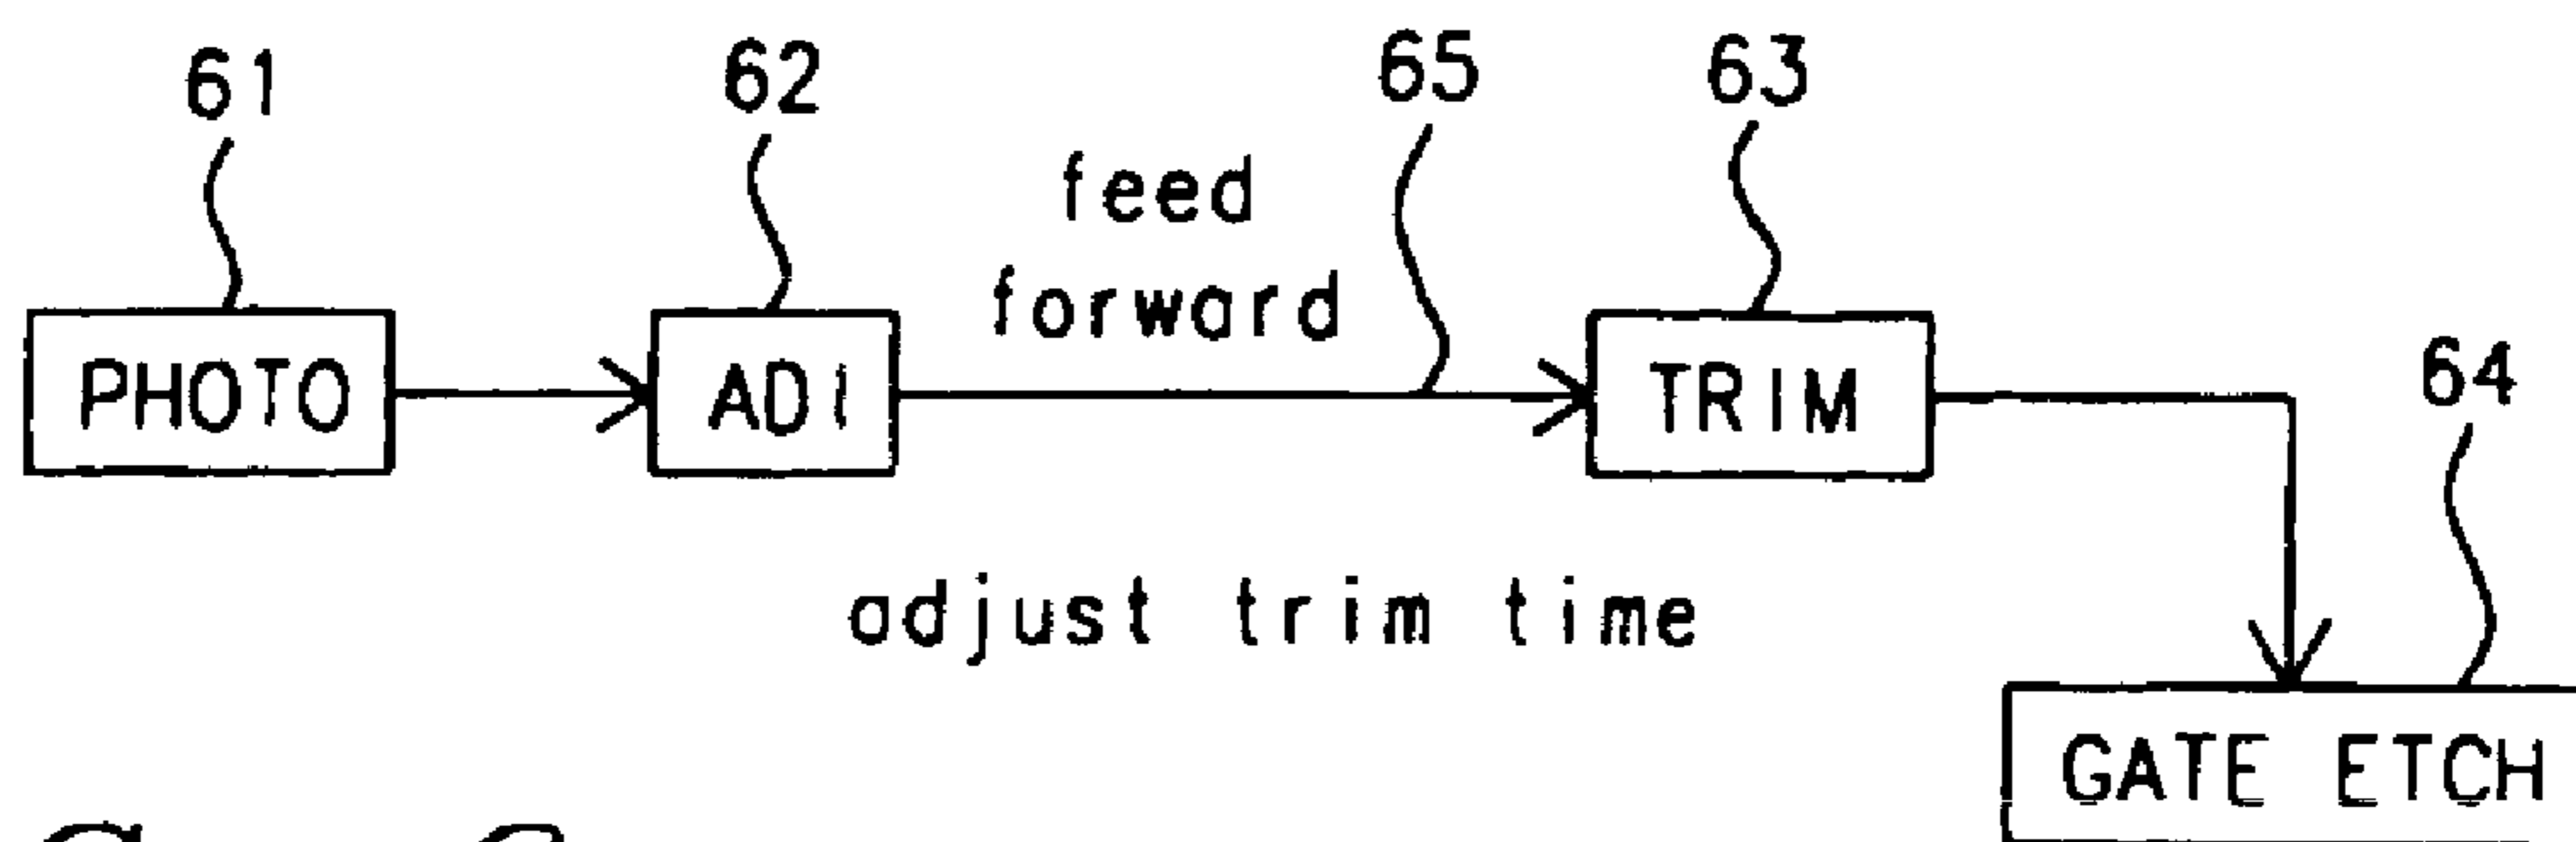 61
62
65
63
feed
forward
64
PHOTO
ADI
TRIM
adjust trim time
GATE ETCH